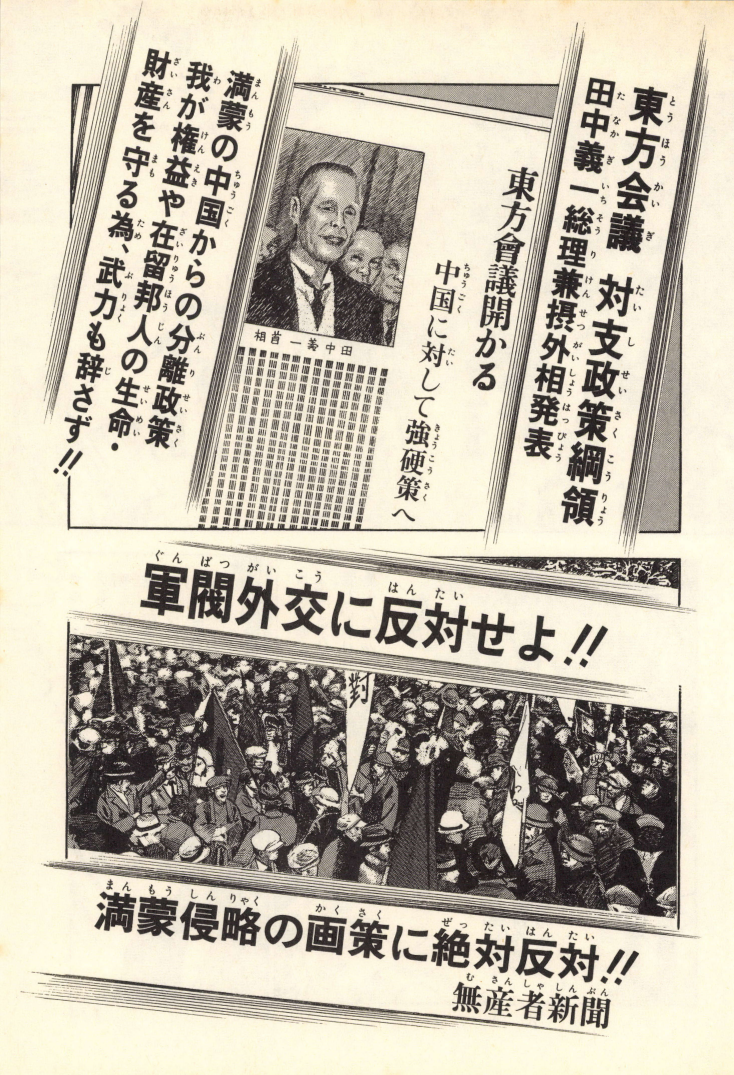 東方会議　対支政策綱領
田中義一総理兼摂外相発表
東方會議開かる
中国に対して強硬策へ
相首一義中田
満蒙の中国からの分離政策
我が権益や在留邦人の生命・
財産を守る為、武力も辞さず!!
軍閥外交に反対せよ!!
對
満蒙侵略の画策に絶対反対!!
無産者新聞